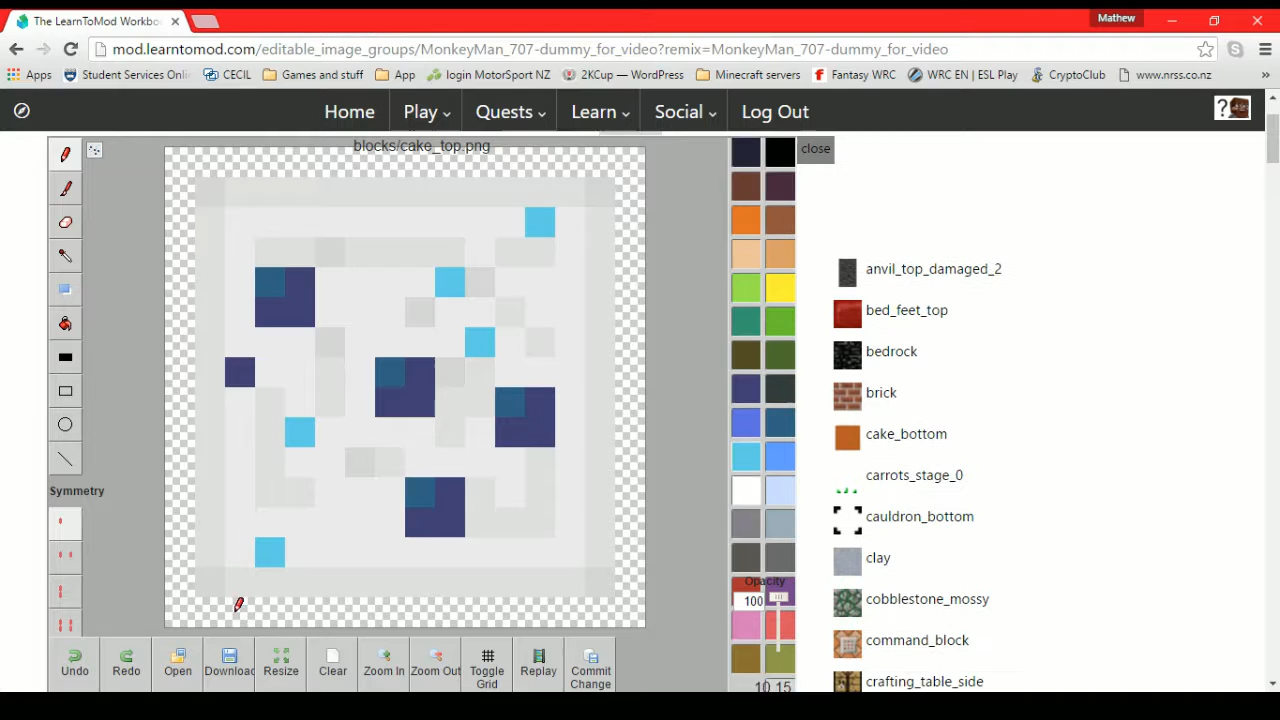 The LearnToMod Workbo
Mathew
mod.learntomod.com/editable_image_groups/MonkeyMan_707-dummy_for_video?remix=MonkeyMan_707-dummy_for_video
Apps Student Services Onlin CECIL Games and stuff App login MotorSport NZ 2KCup — WordPress Minecraft servers Fantasy WRC WRC EN | ESL Play CryptoClub www.nrss.co.nz
Home Play Quests Learn Social Log Out
blocks/cake_top.png
close
anvil_top_damaged_2
bed_feet_top
bedrock
brick
cake_bottom
carrots_stage_0
cauldron_bottom
clay
cobblestone_mossy
command_block
crafting_table_side
Symmetry
Opacity
100
Undo Redo Open Download Resize Clear Zoom In Zoom Out Toggle Grid Replay Commit Change
10 15